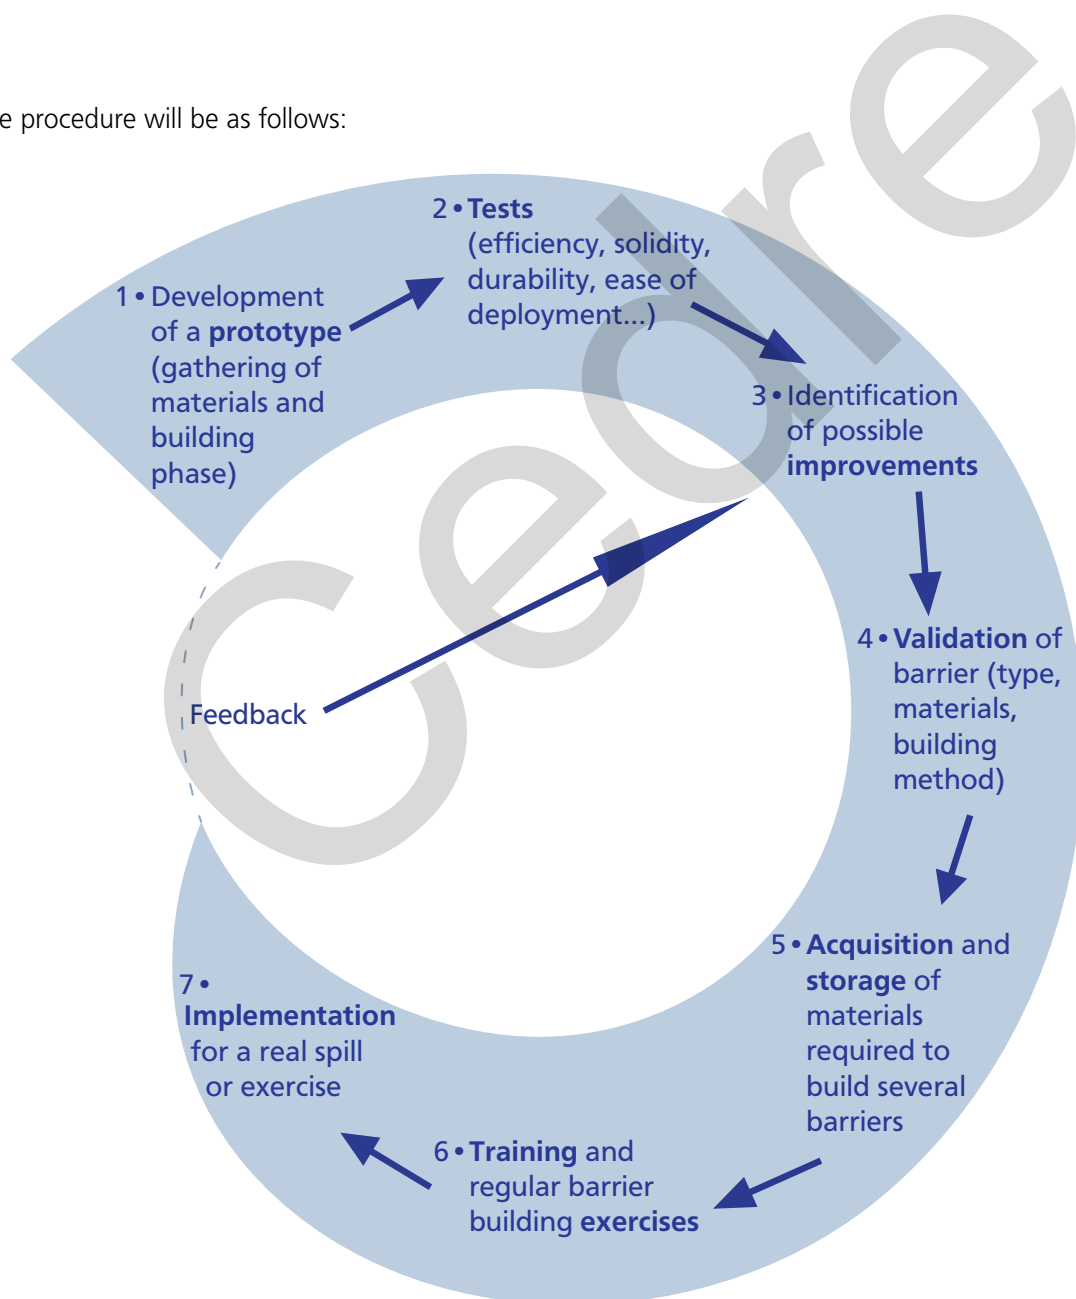 e procedure will be as follows:
1 • Development
of a prototype
(gathering of
materials and
building
phase)
2 • Tests
(efficiency, solidity,
durability, ease of
deployment...)
3 • Identification
of possible
improvements
4 • Validation of
barrier (type,
materials,
building
method)
5 • Acquisition and
storage of
materials
required to
build several
barriers
6 • Training and
regular barrier
building exercises
7 •
Implementation
for a real spill
or exercise
Feedback
Cedre